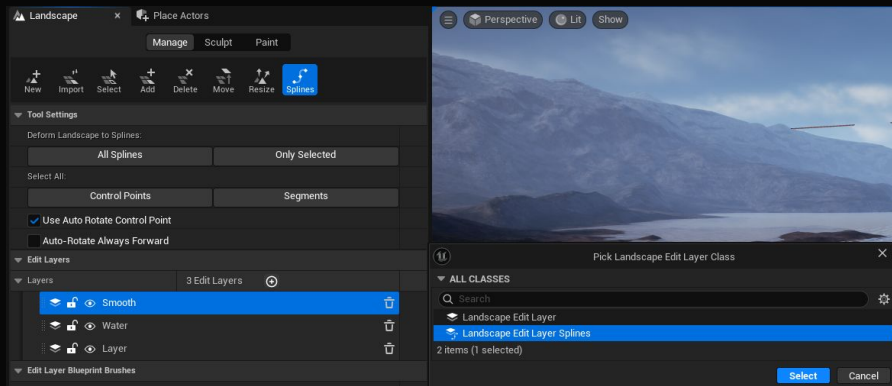 Landscape
Place Actors
Manage Sculpt Paint
New Import Select Add Delete Move Resize Splines
Tool Settings
Deform Landscape to Splines:
All Splines Only Selected
Select All:
Control Points Segments
Use Auto Rotate Control Point
Auto-Rotate Always Forward
Edit Layers
Layers 3 Edit Layers
Smooth
Water
Layer
Edit Layer Blueprint Brushes
Perspective Lit Show
Pick Landscape Edit Layer Class
ALL CLASSES
Search
Landscape Edit Layer
Landscape Edit Layer Splines
2 items (1 selected)
Select Cancel